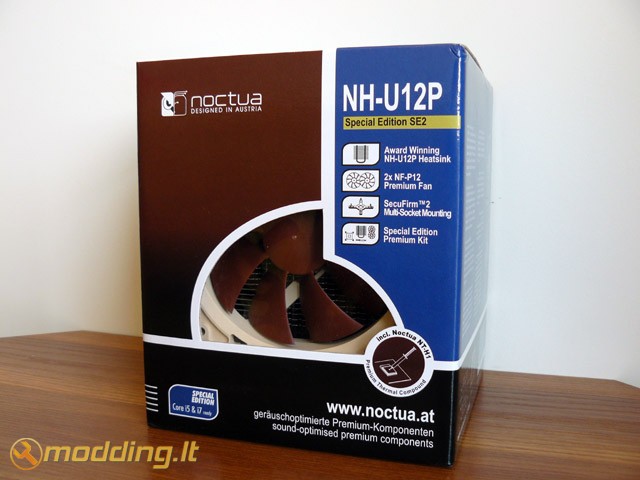 noctua
DESIGNED IN AUSTRIA
NH-U12P
Special Edition SE2
Award Winning
NH-U12P Heatsink
2x NF-P12
Premium Fan
SecuFirm™2
Multi-Socket Mounting
Special Edition
Premium Kit
incl. Noctua NT-H1
Premium Thermal Compound
SPECIAL
EDITION
Core i5 & i7 ready
www.noctua.at
geräuschoptimierte Premium-Komponenten
sound-optimised premium components
modding.lt